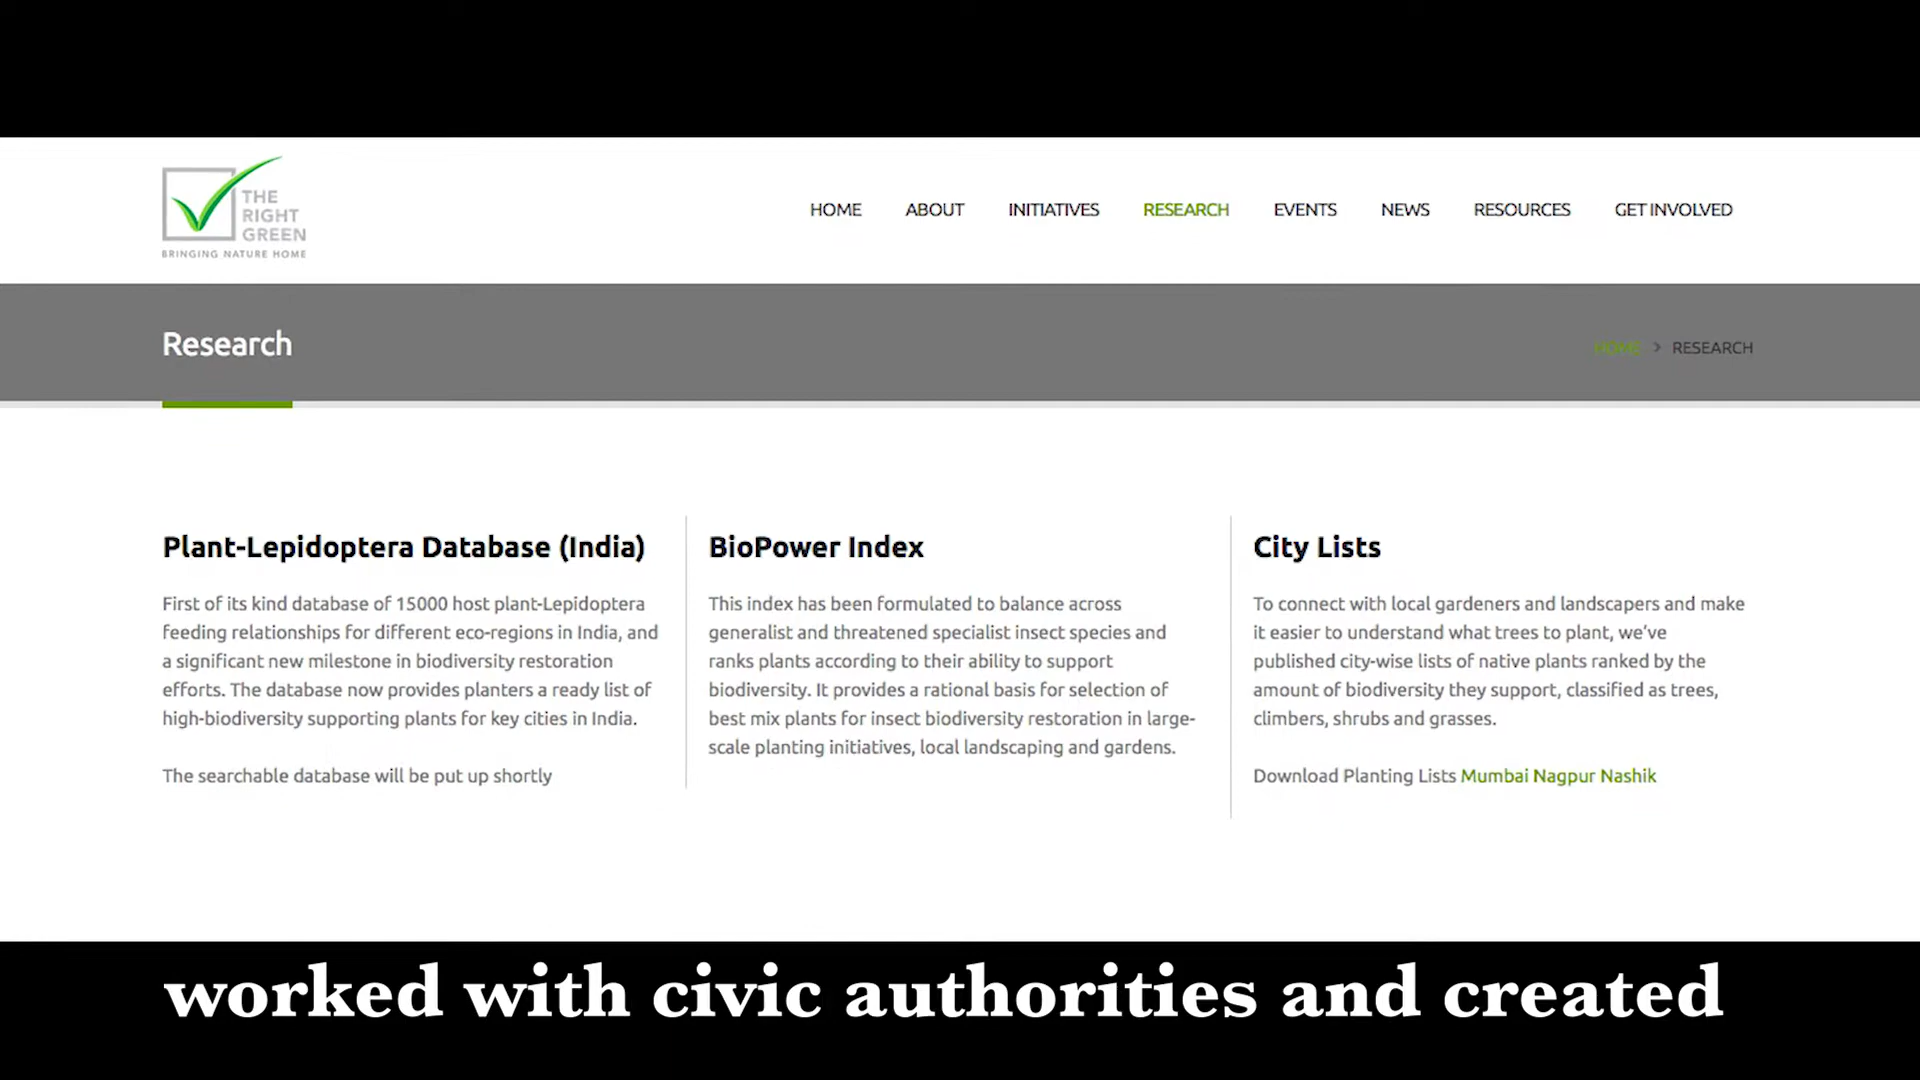 THE
RIGHT
GREEN
BRINGING NATURE HOME
HOME ABOUT INITIATIVES RESEARCH EVENTS NEWS RESOURCES GET INVOLVED
Research
HOME > RESEARCH
Plant-Lepidoptera Database (India)
First of its kind database of 15000 host plant-Lepidoptera
feeding relationships for different eco-regions in India, and
a significant new milestone in biodiversity restoration
efforts. The database now provides planters a ready list of
high-biodiversity supporting plants for key cities in India.
The searchable database will be put up shortly
BioPower Index
This index has been formulated to balance across
generalist and threatened specialist insect species and
ranks plants according to their ability to support
biodiversity. It provides a rational basis for selection of
best mix plants for insect biodiversity restoration in large-
scale planting initiatives, local landscaping and gardens.
City Lists
To connect with local gardeners and landscapers and make
it easier to understand what trees to plant, we've
published city-wise lists of native plants ranked by the
amount of biodiversity they support, classified as trees,
climbers, shrubs and grasses.
Download Planting Lists Mumbai Nagpur Nashik
worked with civic authorities and created